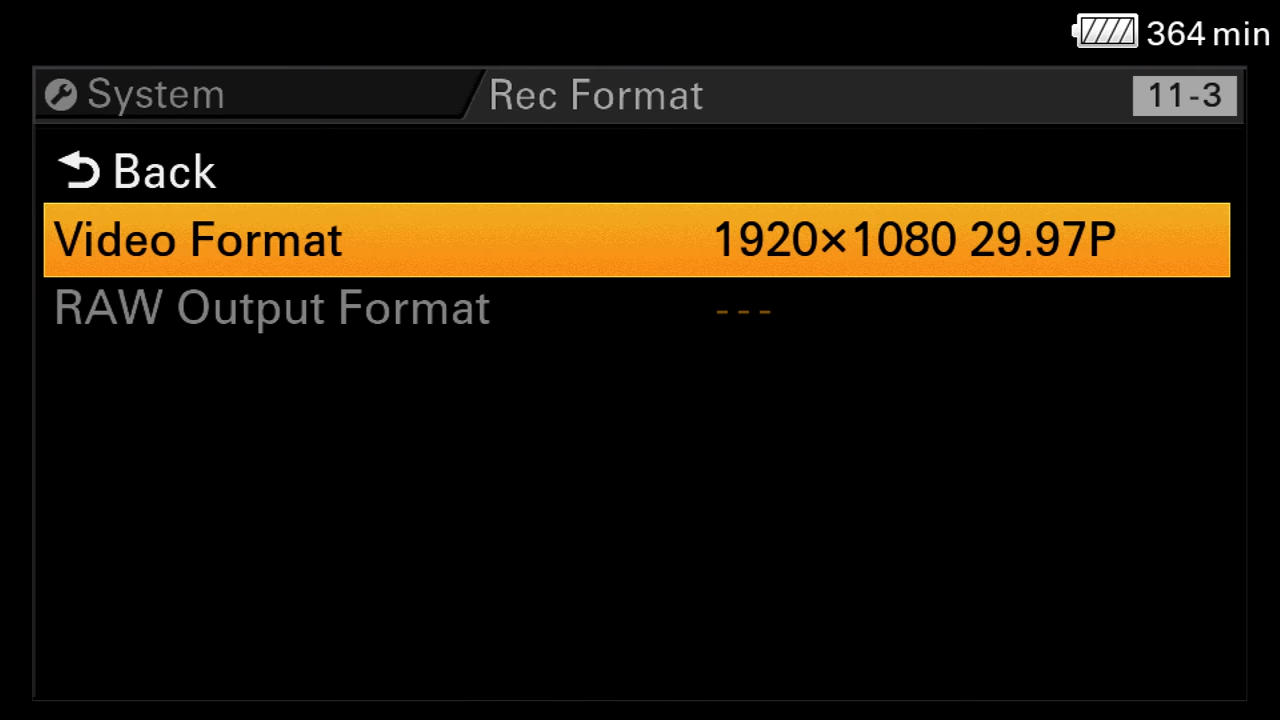 364 min
System Rec Format 11-3
Back
Video Format 1920×1080 29.97P
RAW Output Format ---